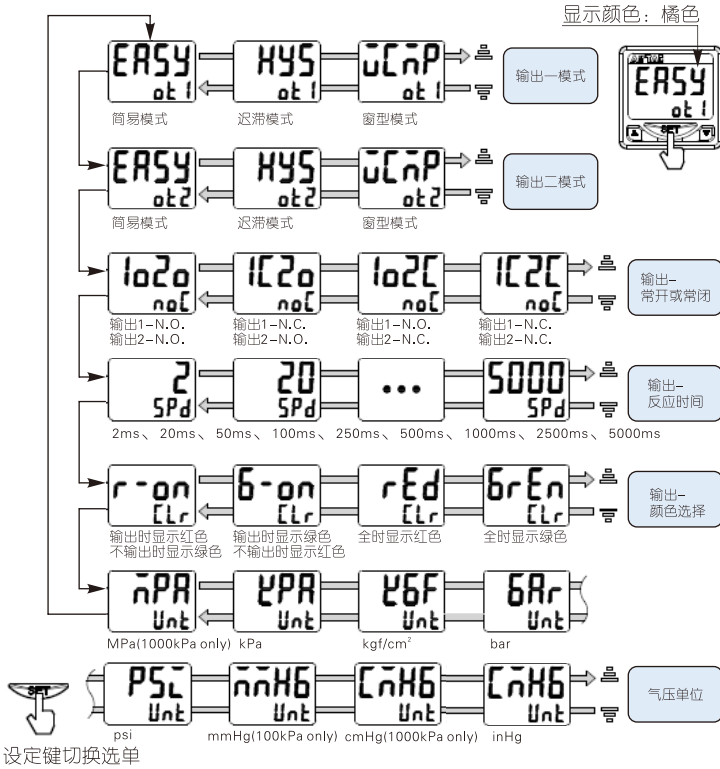 显示颜色：橘色
EASY
ot1
HYS
ot1
WCMP
ot1
输出一模式
EASY
ot1
SET
简易模式
迟滞模式
窗型模式
EASY
ot2
HYS
ot2
WCMP
ot2
输出二模式
简易模式
迟滞模式
窗型模式
1o2o
noC
1C2o
noC
1o2C
noC
1C2C
noC
输出-
常开或常闭
输出1-N.O.
输出2-N.O.
输出1-N.C.
输出2-N.O.
输出1-N.O.
输出2-N.C.
输出1-N.C.
输出2-N.C.
2
SPd
20
SPd
•••
5000
SPd
输出-
反应时间
2ms、 20ms、 50ms、 100ms、 250ms、 500ms、 1000ms、 2500ms、 5000ms
r-on
CLr
G-on
CLr
rEd
CLr
GrEn
CLr
输出-
颜色选择
输出时显示红色
不输出时显示绿色
输出时显示绿色
不输出时显示红色
全时显示红色
全时显示绿色
MPA
Unt
KPA
Unt
KGF
Unt
bAr
Unt
MPa(1000kPa only)
kPa
kgf/cm²
bar
SET
PSi
Unt
mmHG
Unt
CmHG
Unt
CnHG
Unt
气压单位
psi
mmHg(100kPa only)
cmHg(1000kPa only)
inHg
设定键切换选单